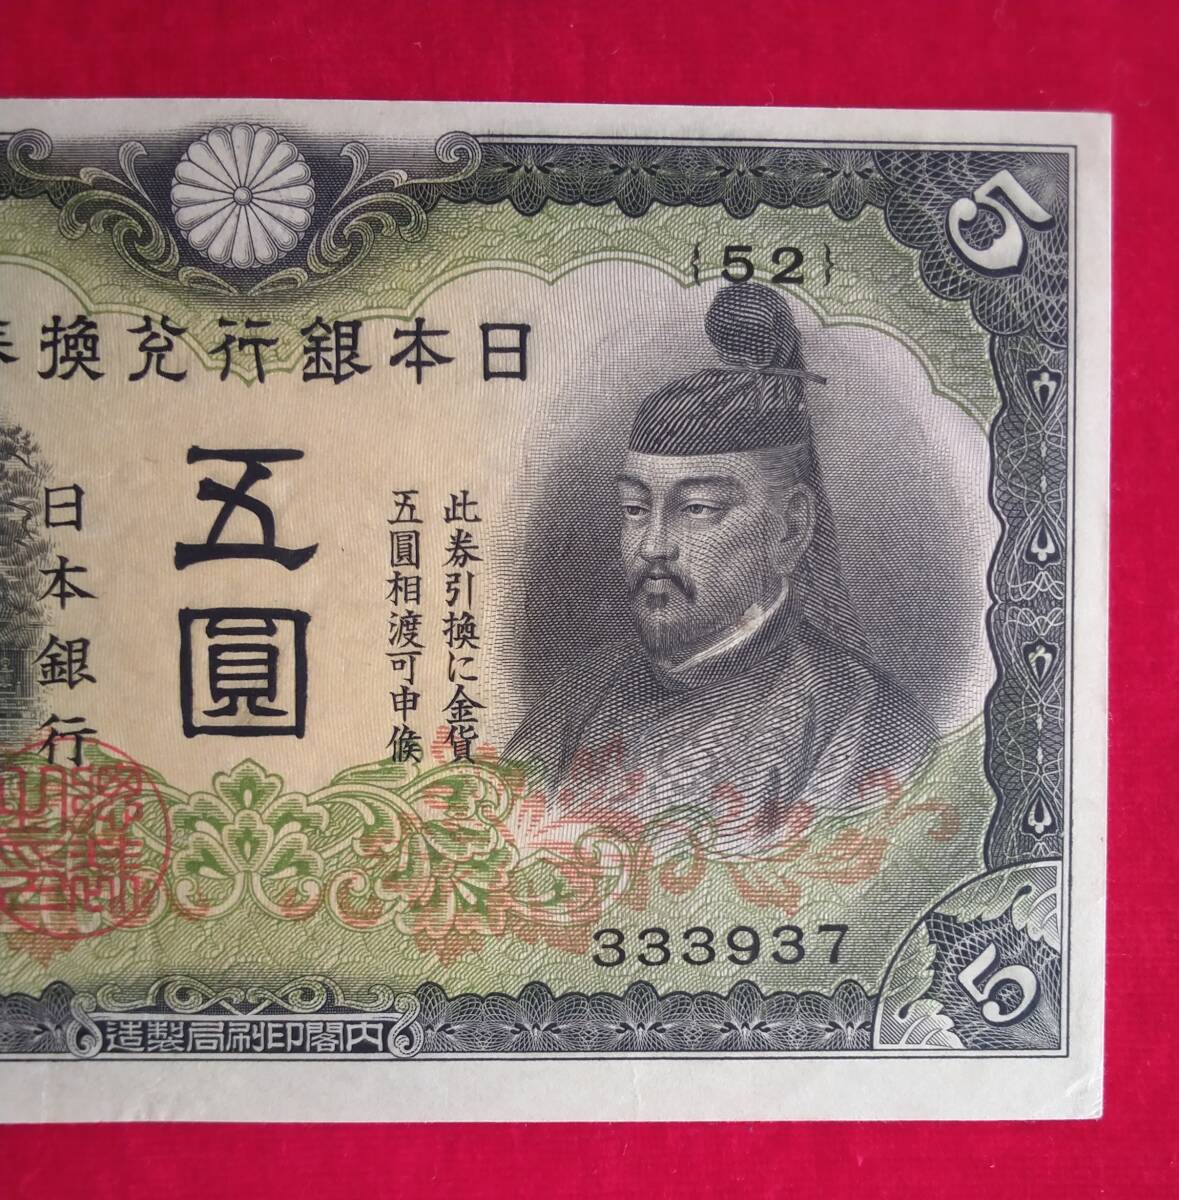 5
{52}
日本銀行兌換券
五圓
此券引換に金貨
五圓相渡可申候
日本銀行
333937
5
内閣印刷局製造